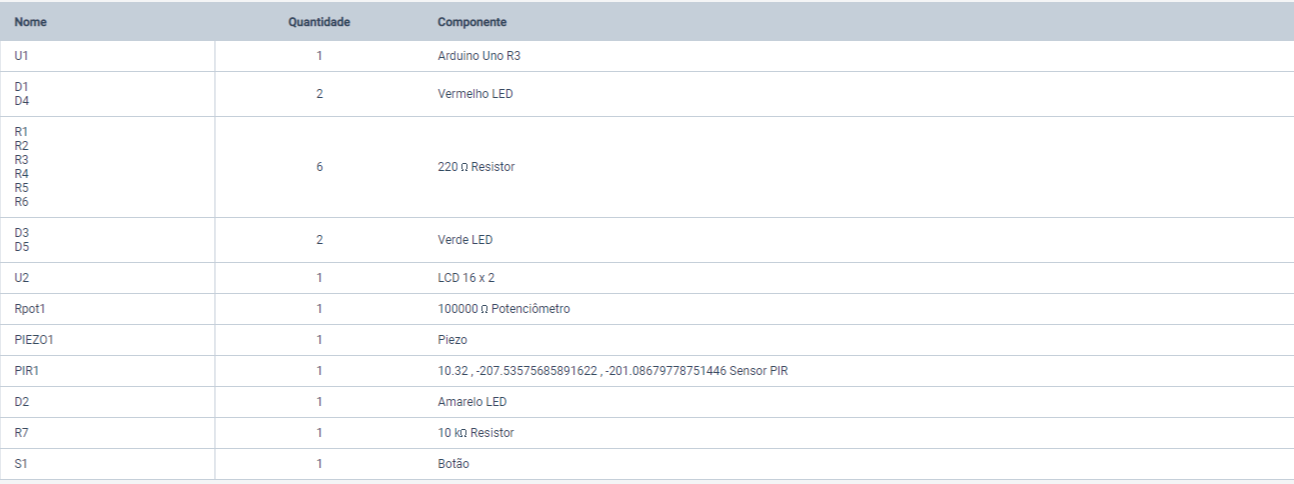 Nome Quantidade Componente
U1 1 Arduino Uno R3
D1
D4 2 Vermelho LED
R1
R2
R3
R4 6 220 Ω Resistor
R5
R6
D3
D5 2 Verde LED
U2 1 LCD 16 x 2
Rpot1 1 100000 Ω Potenciômetro
PIEZO1 1 Piezo
PIR1 1 10.32 , -207.53575685891622 , -201.08679778751446 Sensor PIR
D2 1 Amarelo LED
R7 1 10 kΩ Resistor
S1 1 Botão